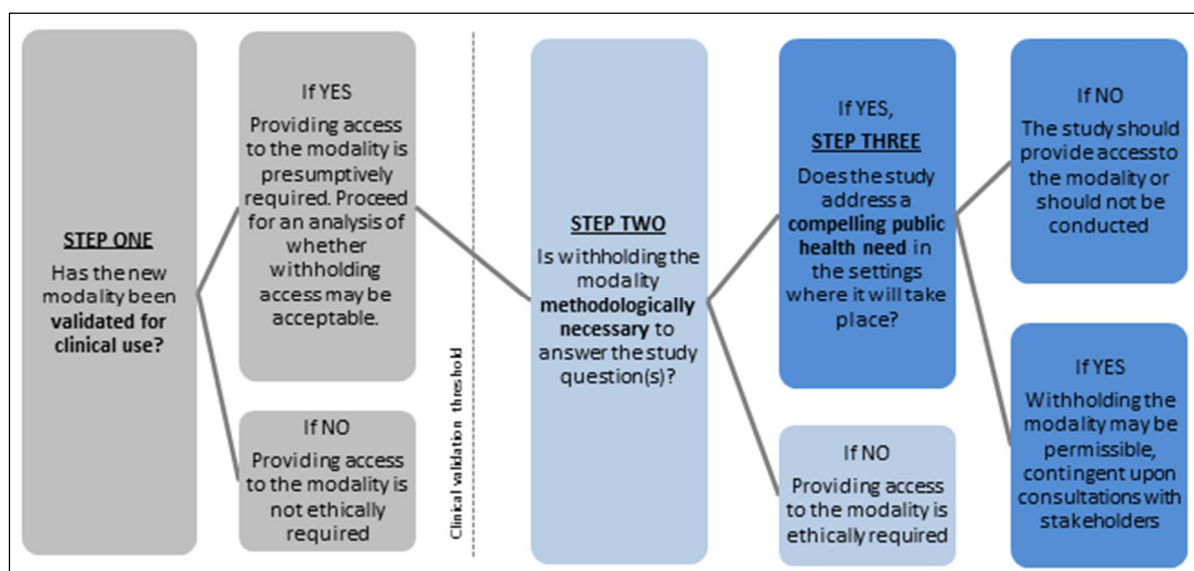 STEP ONE
Has the new
modality been
validated for
clinical use?
If YES
Providing access
to the modality is
presumptively
required. Proceed
for an analysis of
whether
withholding
access may be
acceptable.
If NO
Providing access
to the modality is
not ethically
required
Clinical validation threshold
STEP TWO
Is withholding the
modality
methodologically
necessary to
answer the study
question(s)?
If YES,
STEP THREE
Does the study
address a
compelling public
health need in
the settings
where it will take
place?
If NO
Providing access
to the modality is
ethically required
If NO
The study should
provide access to
the modality or
should not be
conducted
If YES
Withholding the
modality may be
permissible,
contingent upon
consultations with
stakeholders